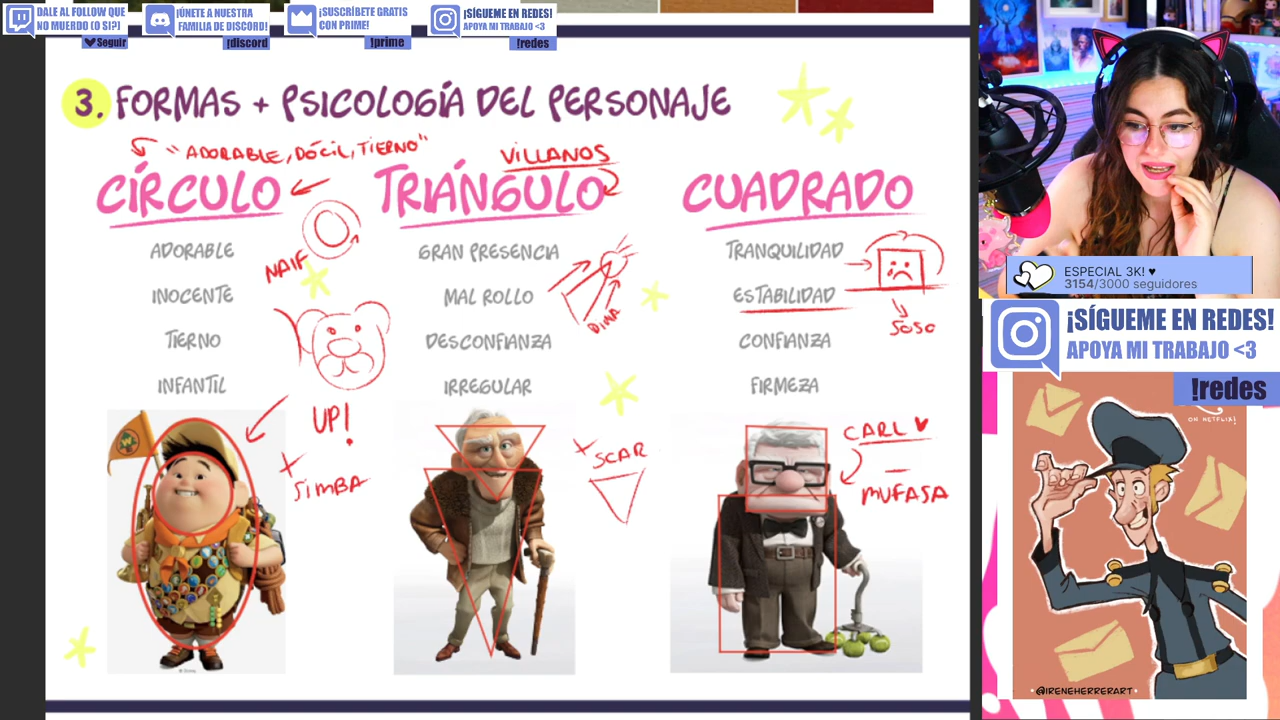 DALE AL FOLLOW QUE
NO MUERDO (O SI?)
Seguir
¡ÚNETE A NUESTRA
FAMILIA DE DISCORD!
!discord
¡SUSCRÍBETE GRATIS
CON PRIME!
!prime
¡SÍGUEME EN REDES!
APOYA MI TRABAJO <3
!redes
3. FORMAS + PSICOLOGÍA DEL PERSONAJE
"ADORABLE, DÓCIL, TIERNO"
CÍRCULO
ADORABLE
INOCENTE
TIERNO
INFANTIL
NAIF
UP!
+ SIMBA
VILLANOS
TRIÁNGULO
GRAN PRESENCIA
MAL ROLLO
DESCONFIANZA
IRREGULAR
+ SCAR
CUADRADO
TRANQUILIDAD
ESTABILIDAD
CONFIANZA
FIRMEZA
SOSO
CARL ♥
MUFASA
ESPECIAL 3K! ♥
3154/3000 seguidores
¡SÍGUEME EN REDES!
APOYA MI TRABAJO <3
!redes
ON NETFLIX!
@IRENEHERRERART